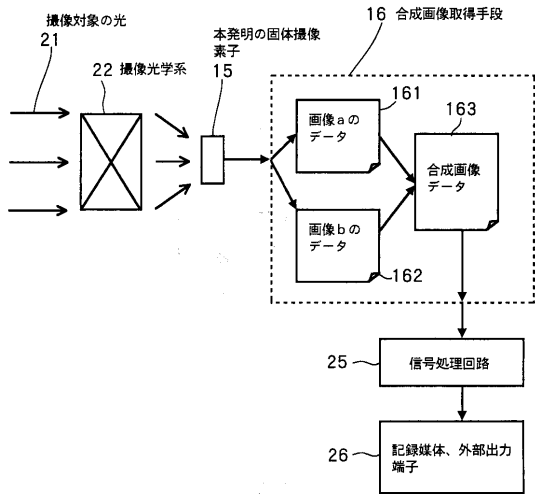 撮像対象の光
21
22 撮像光学系
本発明の固体撮像
素子
15
16 合成画像取得手段
161
画像aの
データ
163
合成画像
データ
画像bの
データ
162
25
信号処理回路
26
記録媒体、外部出力
端子